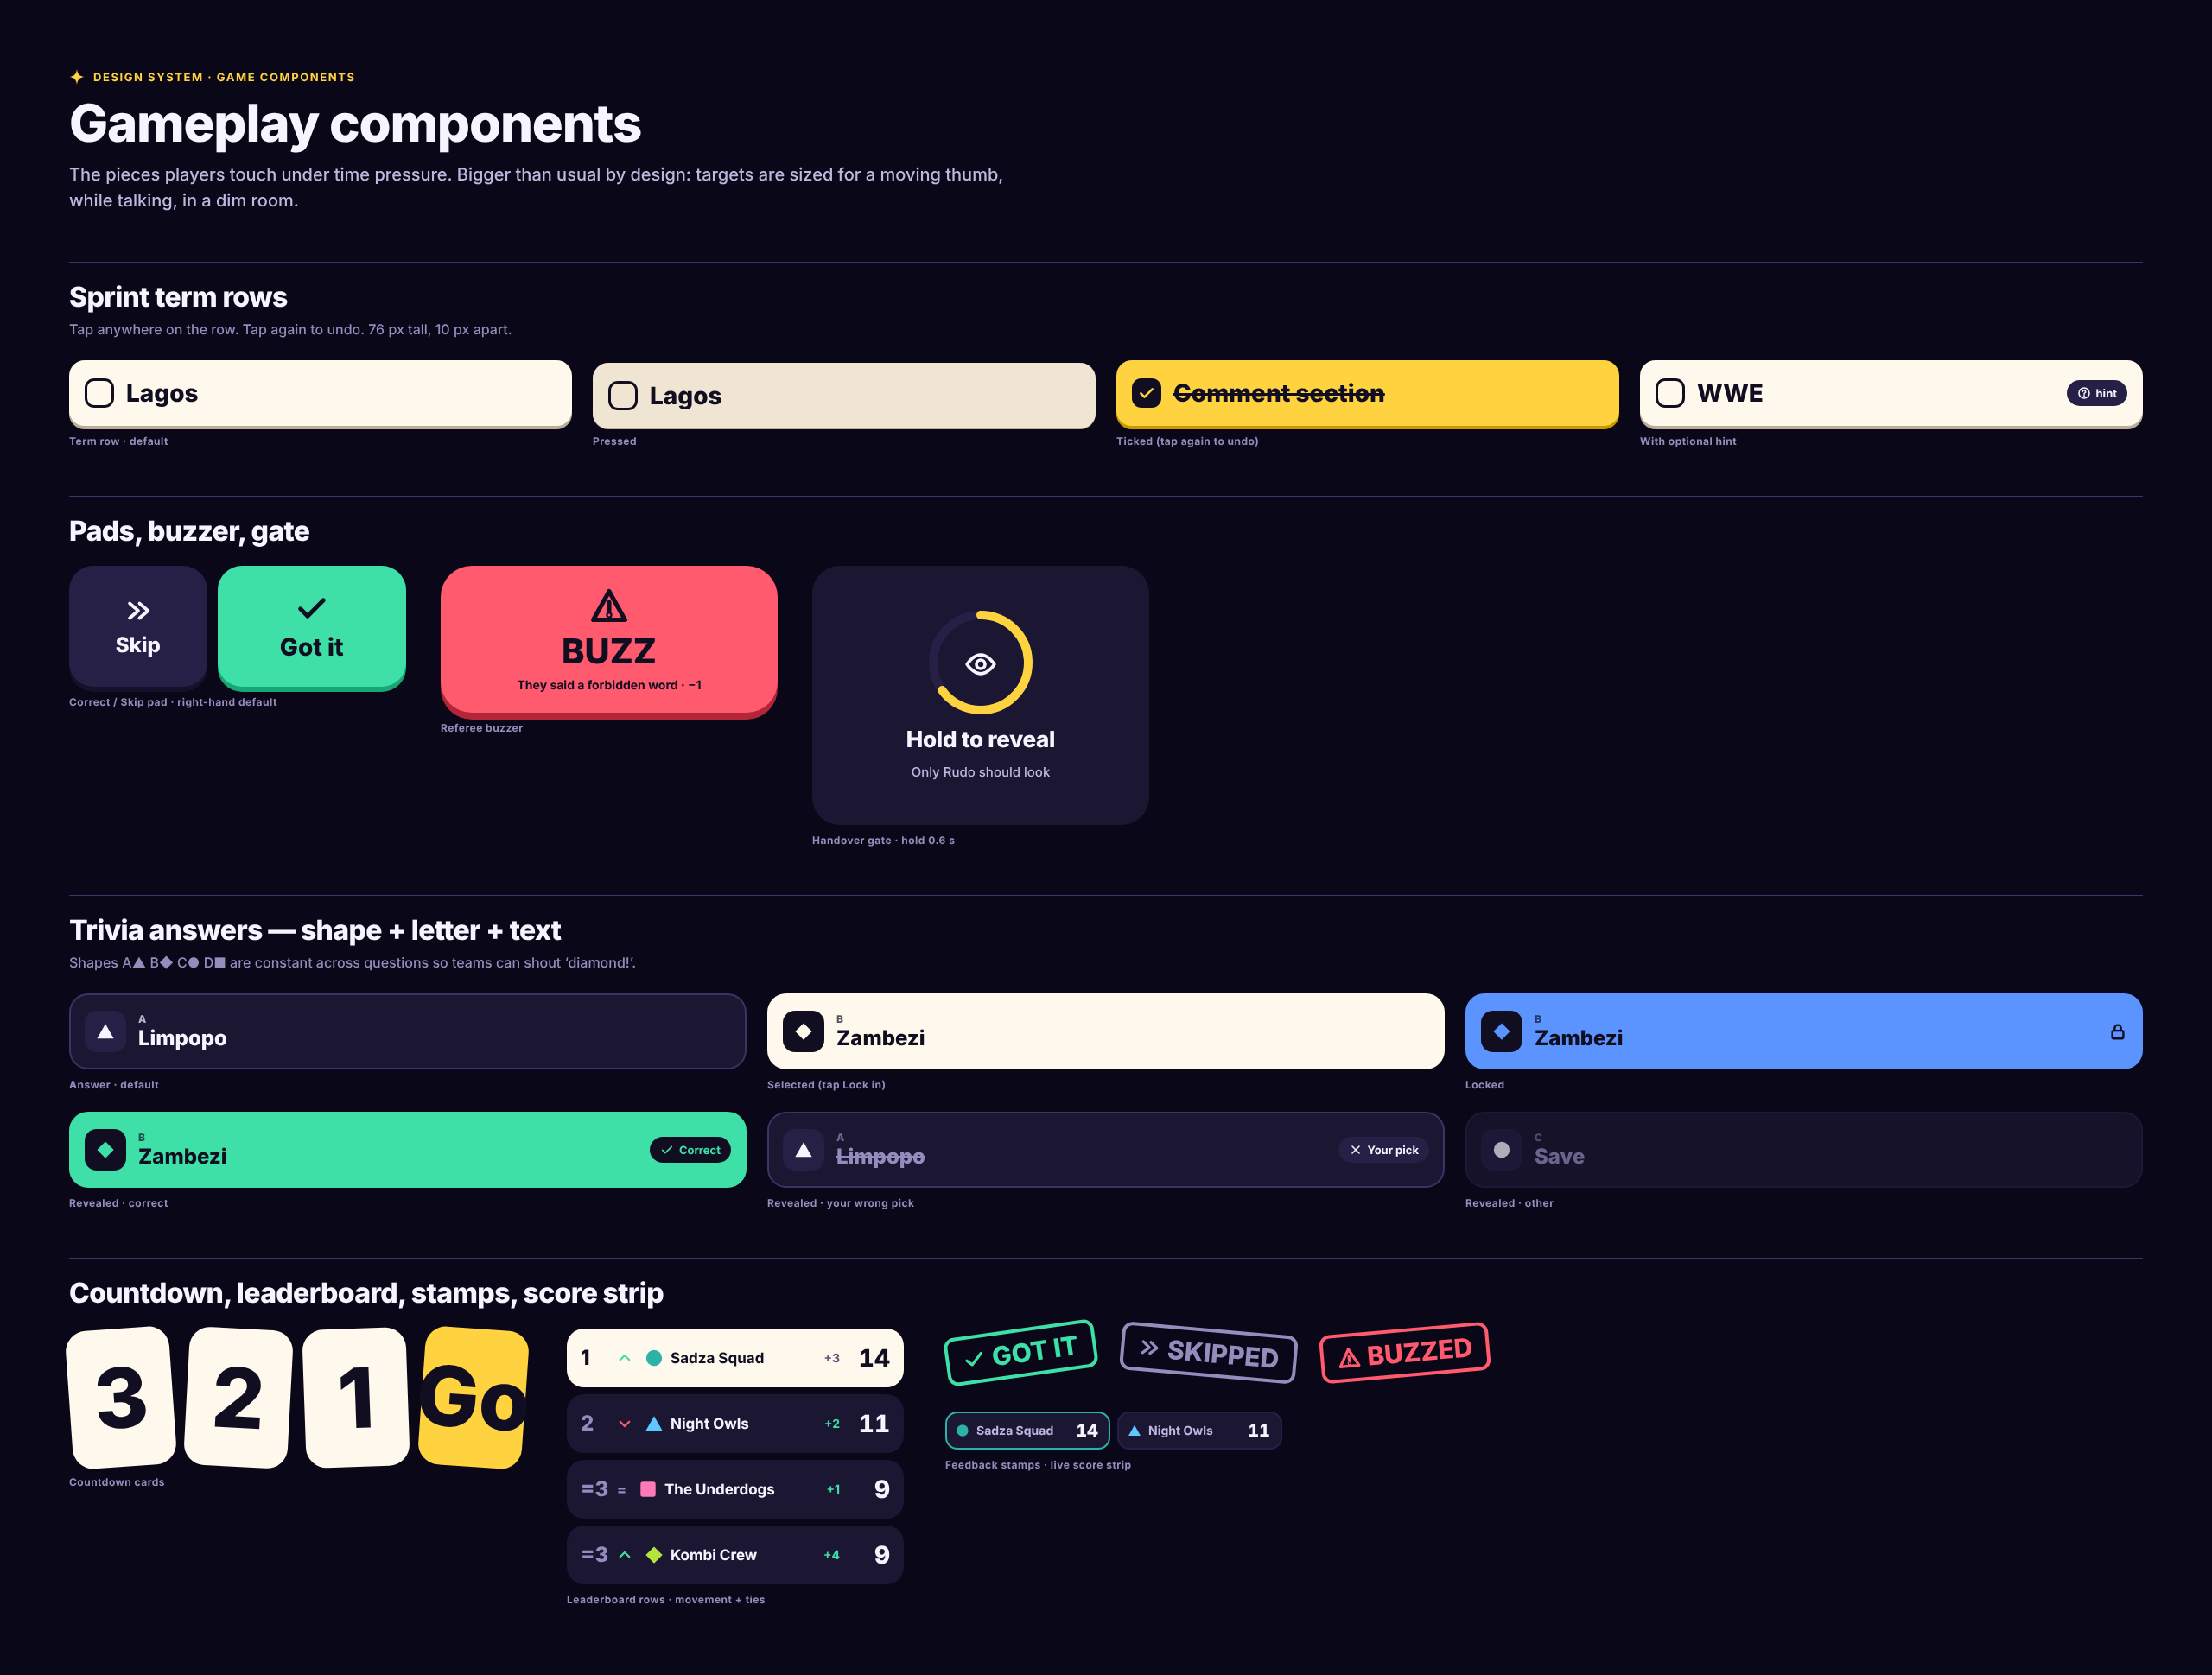 DESIGN SYSTEM · GAME COMPONENTS
Gameplay components
The pieces players touch under time pressure. Bigger than usual by design: targets are sized for a moving thumb,
while talking, in a dim room.
Sprint term rows
Tap anywhere on the row. Tap again to undo. 76 px tall, 10 px apart.
Lagos
Term row · default
Lagos
Pressed
Comment section
Ticked (tap again to undo)
WWE
hint
With optional hint
Pads, buzzer, gate
Skip
Got it
Correct / Skip pad · right-hand default
BUZZ
They said a forbidden word · −1
Referee buzzer
Hold to reveal
Only Rudo should look
Handover gate · hold 0.6 s
Trivia answers — shape + letter + text
Shapes A▲ B◆ C● D■ are constant across questions so teams can shout ‘diamond!’.
A
Limpopo
Answer · default
B
Zambezi
Selected (tap Lock in)
B
Zambezi
Locked
B
Zambezi
Correct
Revealed · correct
A
Limpopo
Your pick
Revealed · your wrong pick
C
Save
Revealed · other
Countdown, leaderboard, stamps, score strip
3
2
1
Go
Countdown cards
1 Sadza Squad +3 14
2 Night Owls +2 11
=3 = The Underdogs +1 9
=3 Kombi Crew +4 9
Leaderboard rows · movement + ties
GOT IT
SKIPPED
BUZZED
Sadza Squad 14
Night Owls 11
Feedback stamps · live score strip